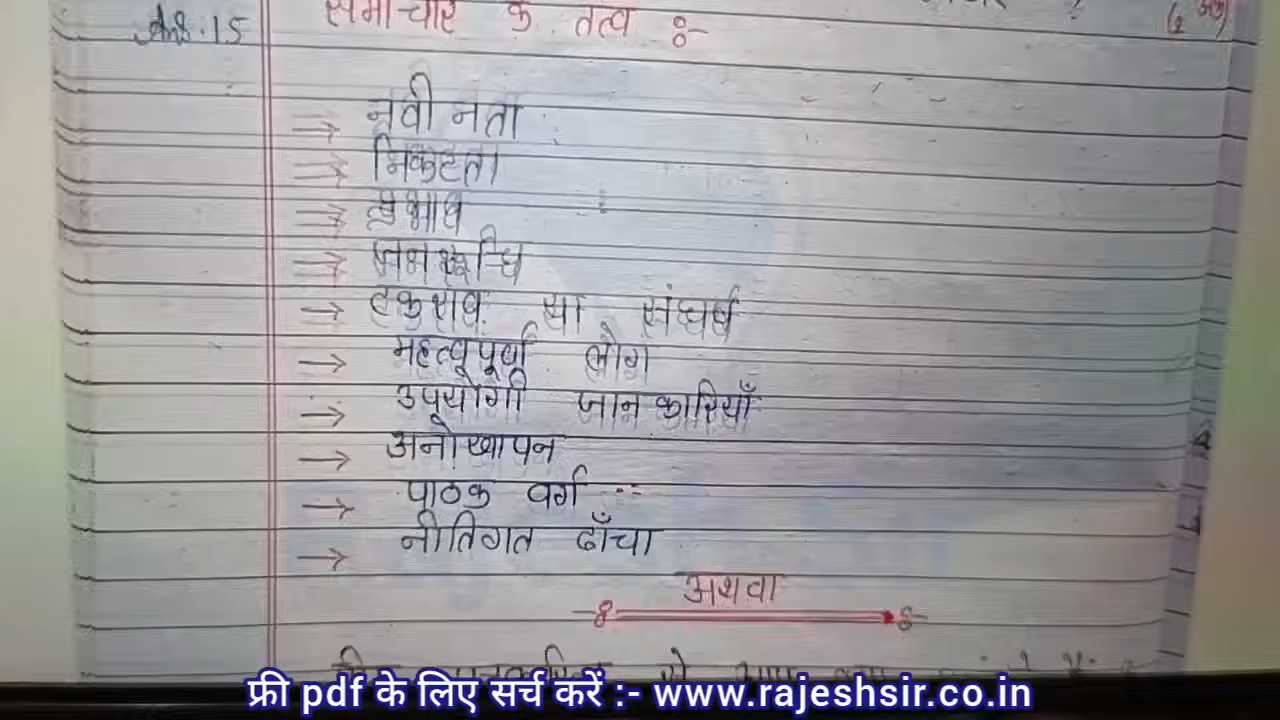 Ans.15 समाचार के तत्व :-
(2 अंक)
→ नवीनता
→ निकटता
→ प्रभाव
→ जनरूचि
→ टकराव या संघर्ष
→ महत्वपूर्ण लोग
→ उपयोगी जानकारियाँ
→ अनोखापन
→ पाठक वर्ग
→ नीतिगत ढाँचा
अथवा
फ्री pdf के लिए सर्च करें :- www.rajeshsir.co.in